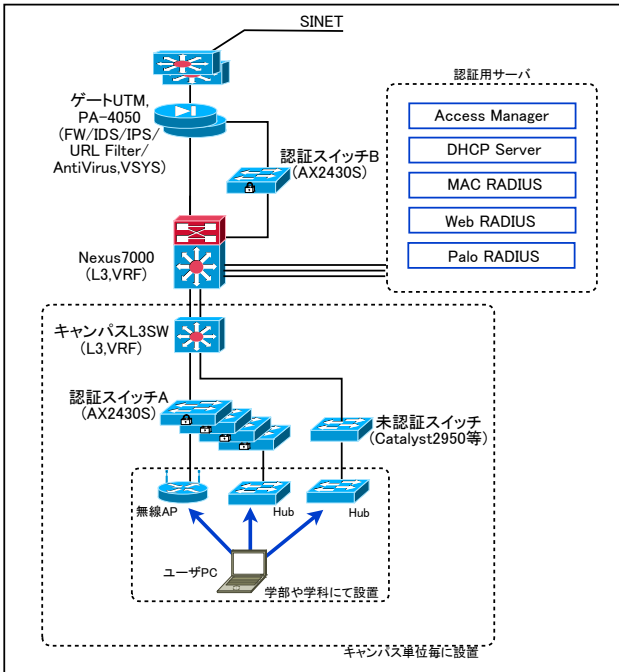 SINET
認証用サーバ
Access Manager
DHCP Server
MAC RADIUS
Web RADIUS
Palo RADIUS
ゲートUTM,
PA-4050
(FW/IDS/IPS/
URL Filter/
AntiVirus,VSYS)
認証スイッチB
(AX2430S)
Nexus7000
(L3,VRF)
キャンパスL3SW
(L3,VRF)
認証スイッチA
(AX2430S)
未認証スイッチ
(Catalyst2950等)
無線AP
Hub
Hub
ユーザPC
学部や学科にて設置
キャンパス単位毎に設置